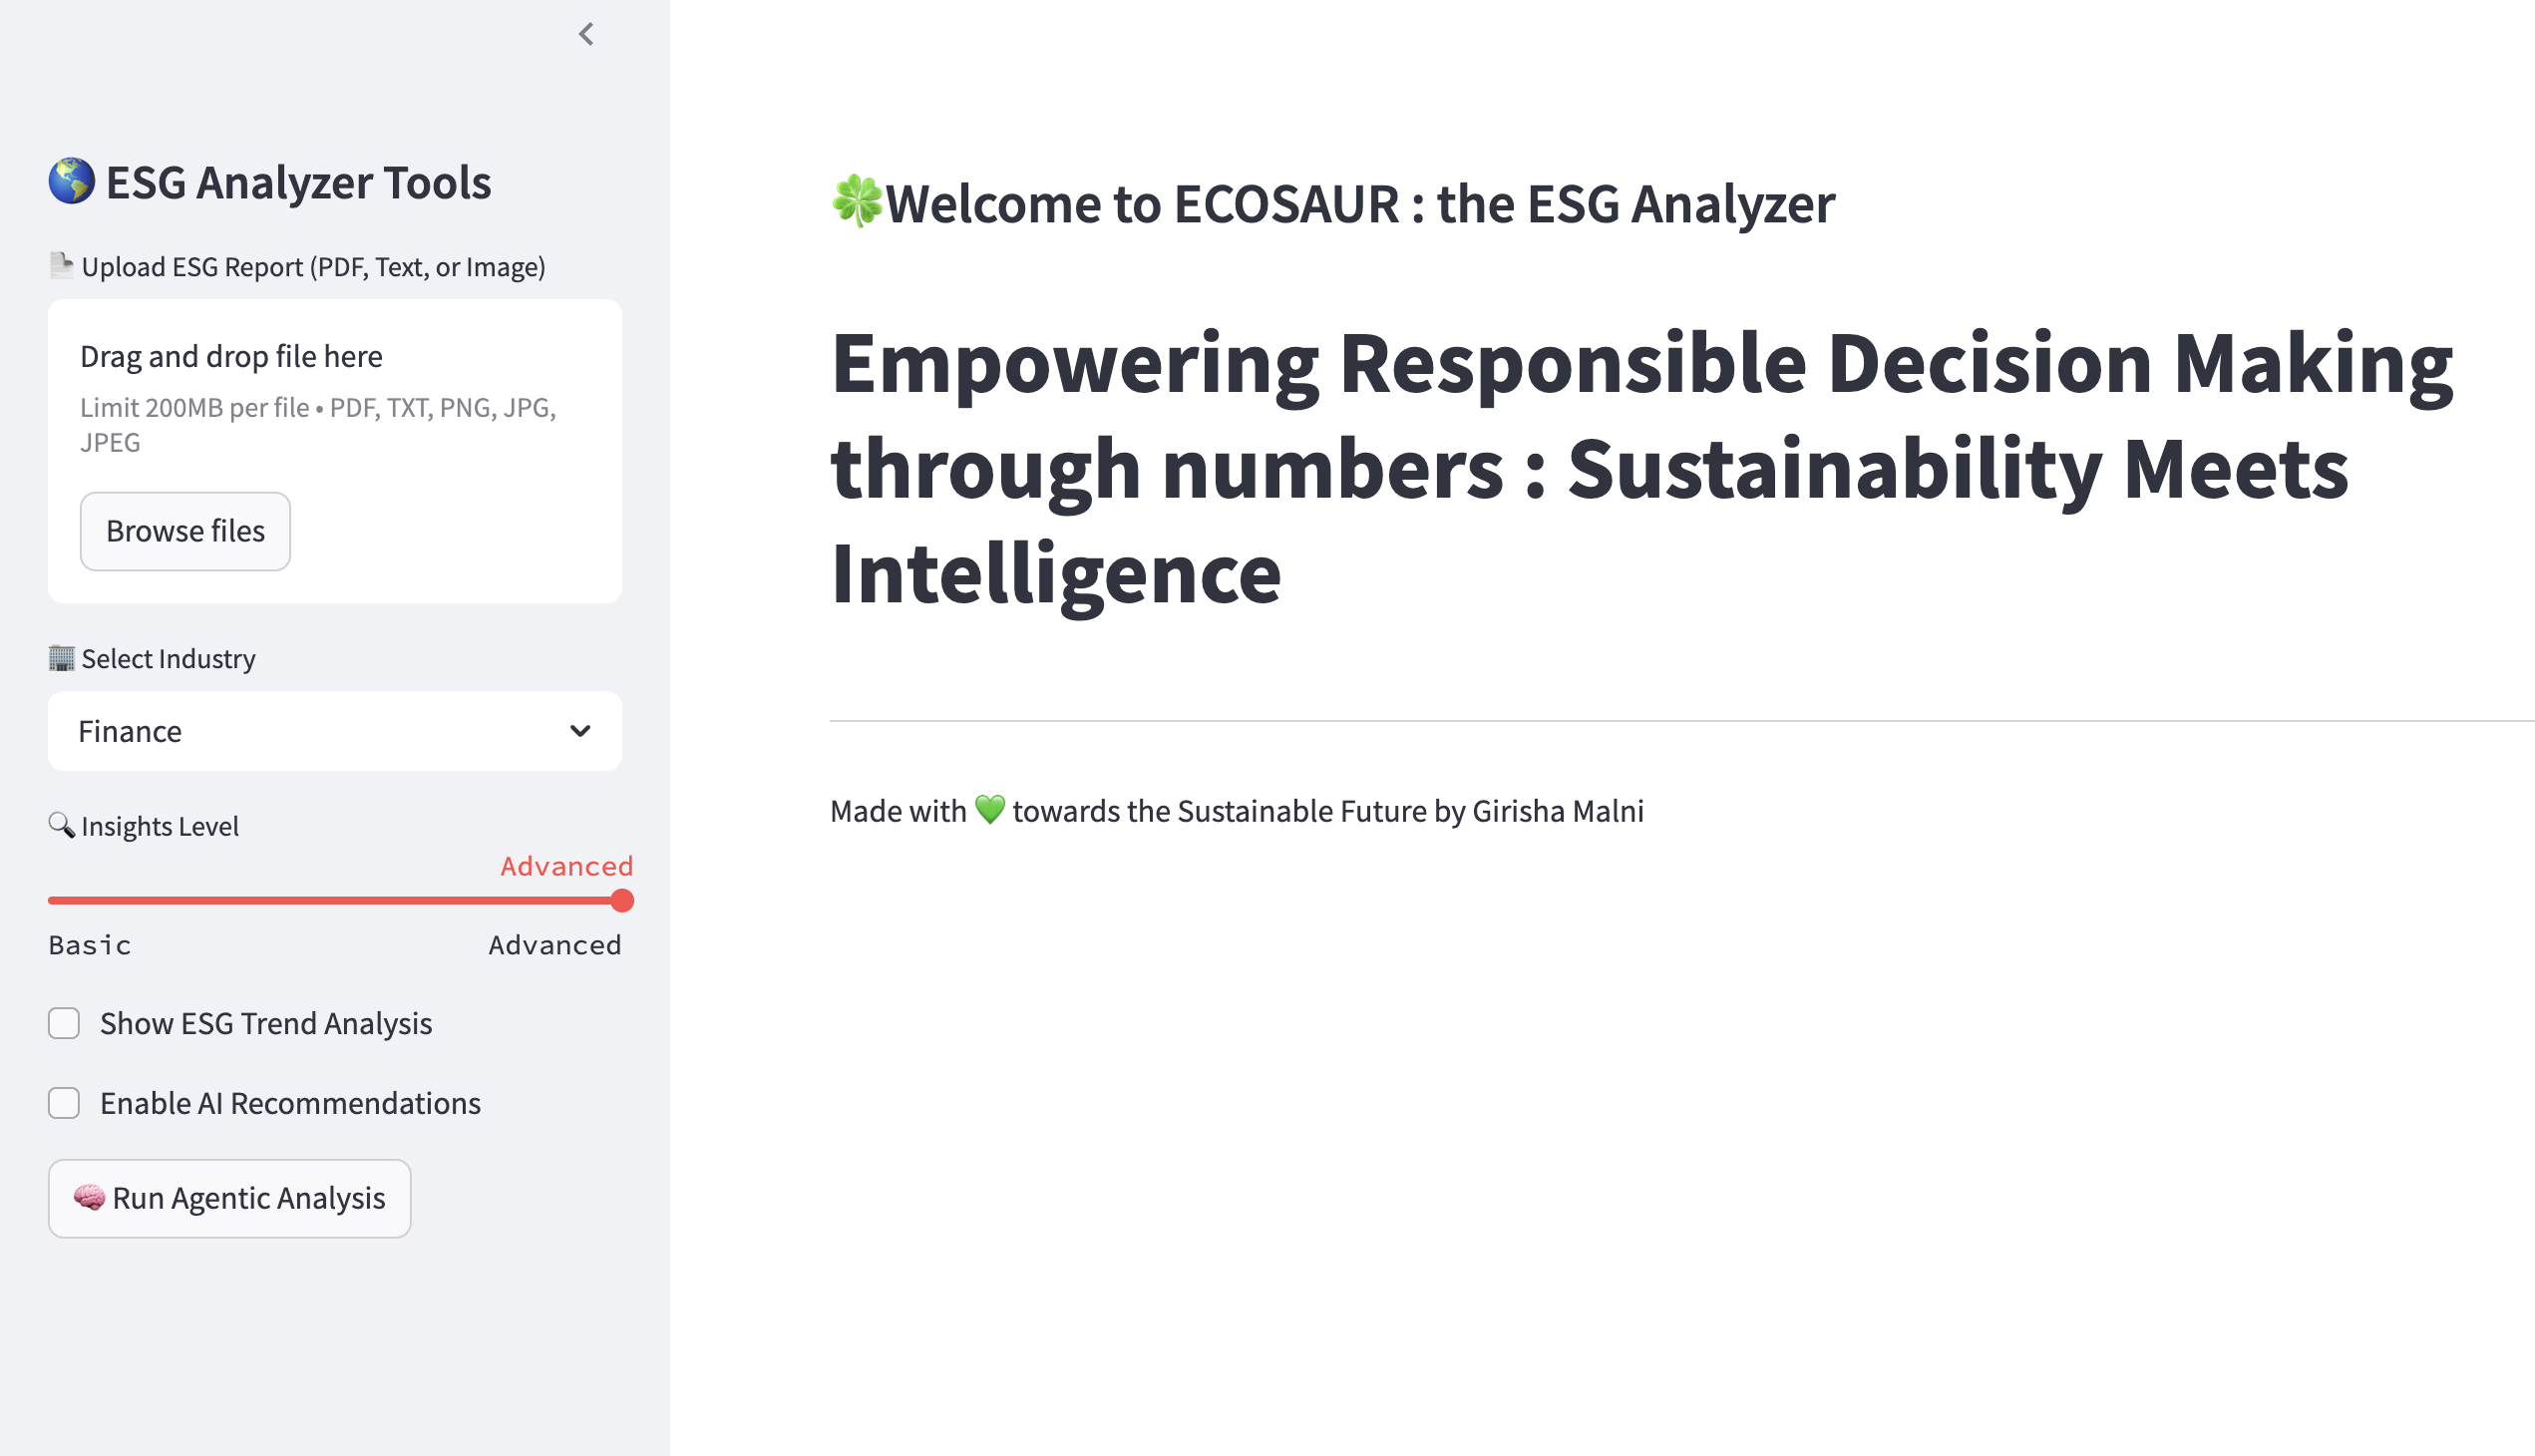 🌎 ESG Analyzer Tools
📄 Upload ESG Report (PDF, Text, or Image)
Drag and drop file here
Limit 200MB per file • PDF, TXT, PNG, JPG,
JPEG
Browse files
🏢 Select Industry
Finance
🔍 Insights Level
Advanced
Basic
Advanced
Show ESG Trend Analysis
Enable AI Recommendations
🧠 Run Agentic Analysis
🍀Welcome to ECOSAUR : the ESG Analyzer
Empowering Responsible Decision Making
through numbers : Sustainability Meets
Intelligence
Made with 💚 towards the Sustainable Future by Girisha Malni